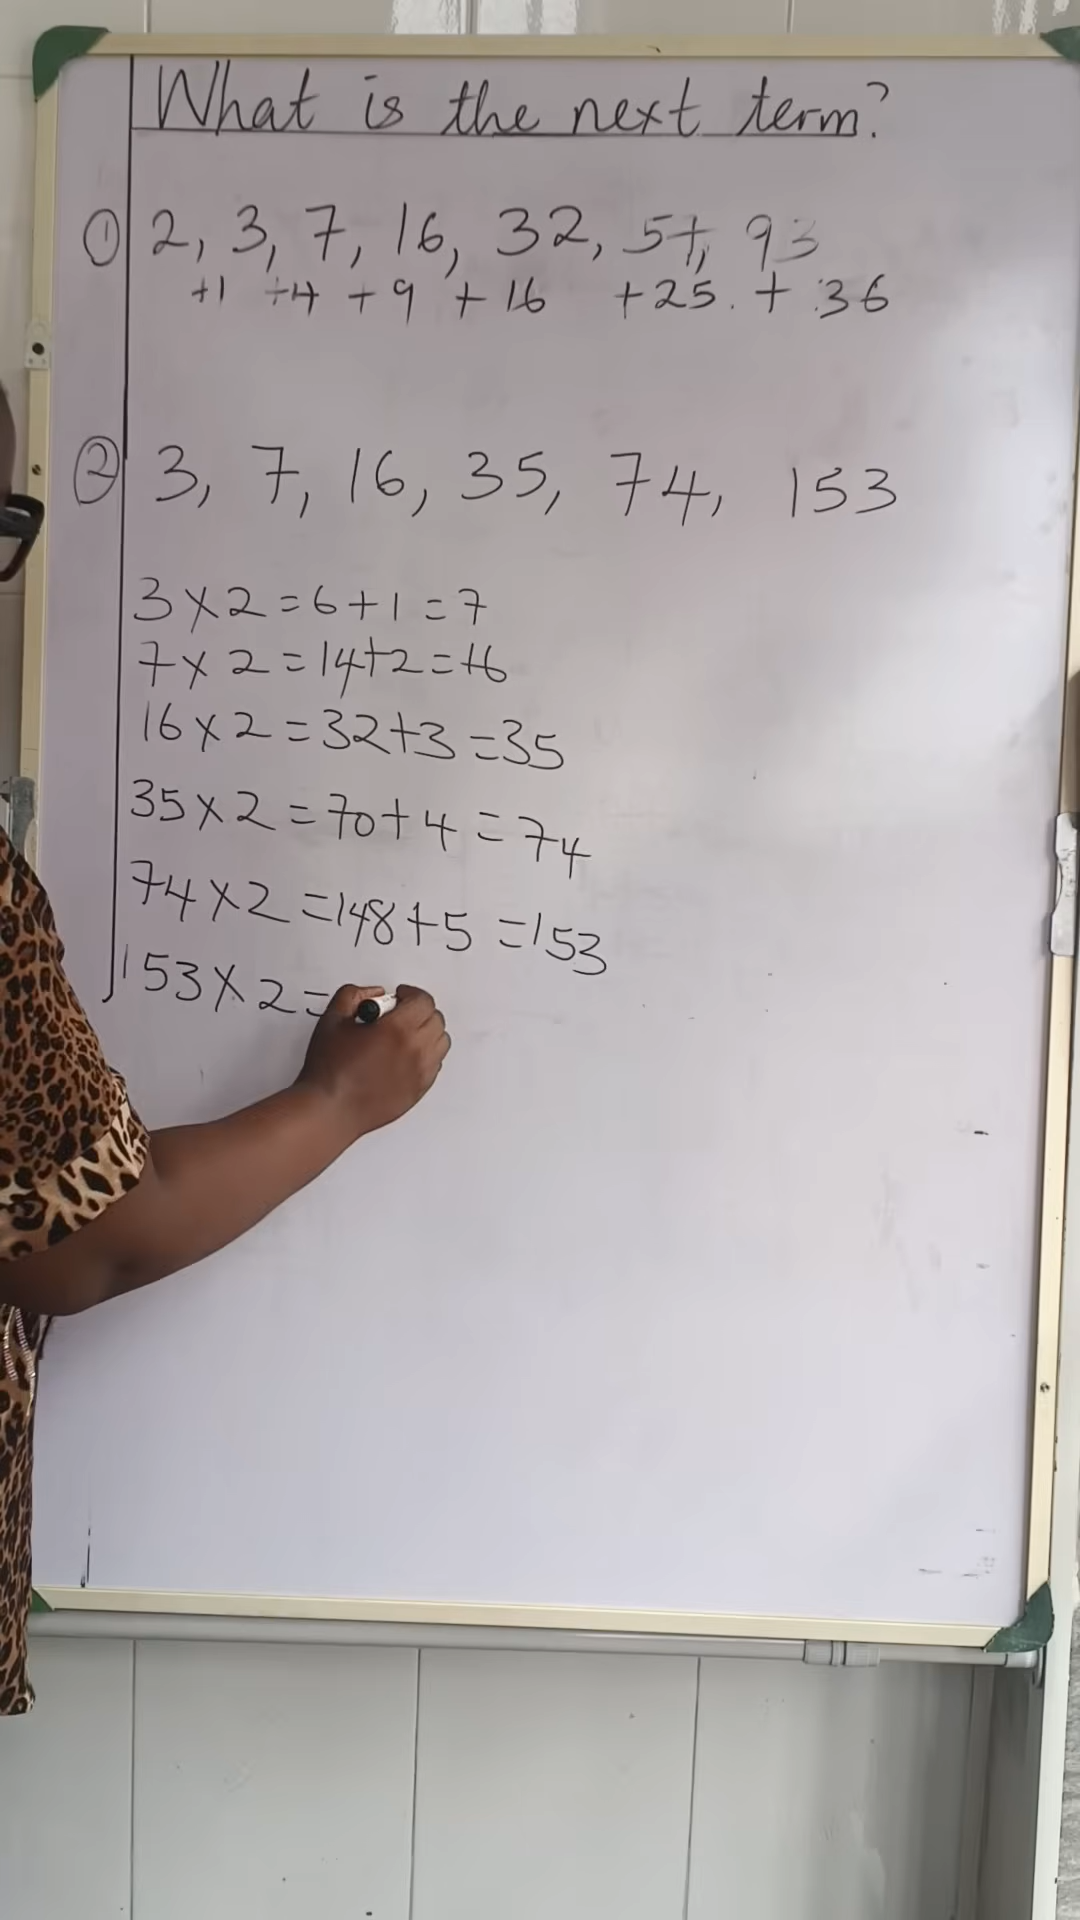 What is the next term?
① 2, 3, 7, 16, 32, 57, 93
+1 +4 +9 +16 +25. + 36
② 3, 7, 16, 35, 74, 153
3×2=6+1=7
7×2=14+2=16
16×2=32+3=35
35×2=70+4=74
74×2=148+5=153
153×2=